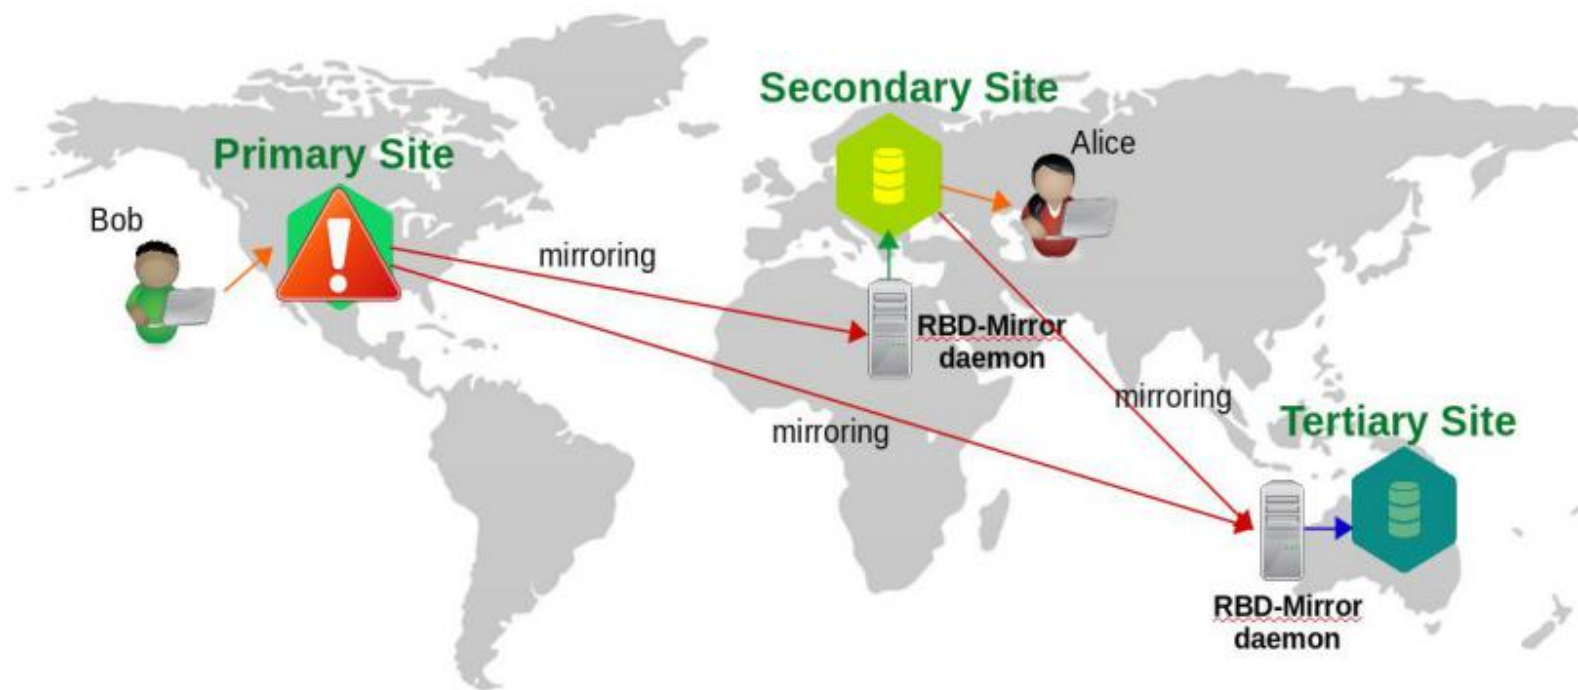 Secondary Site
Primary Site
Alice
Bob
mirroring
RBD-Mirror
daemon
mirroring
mirroring
Tertiary Site
RBD-Mirror
daemon